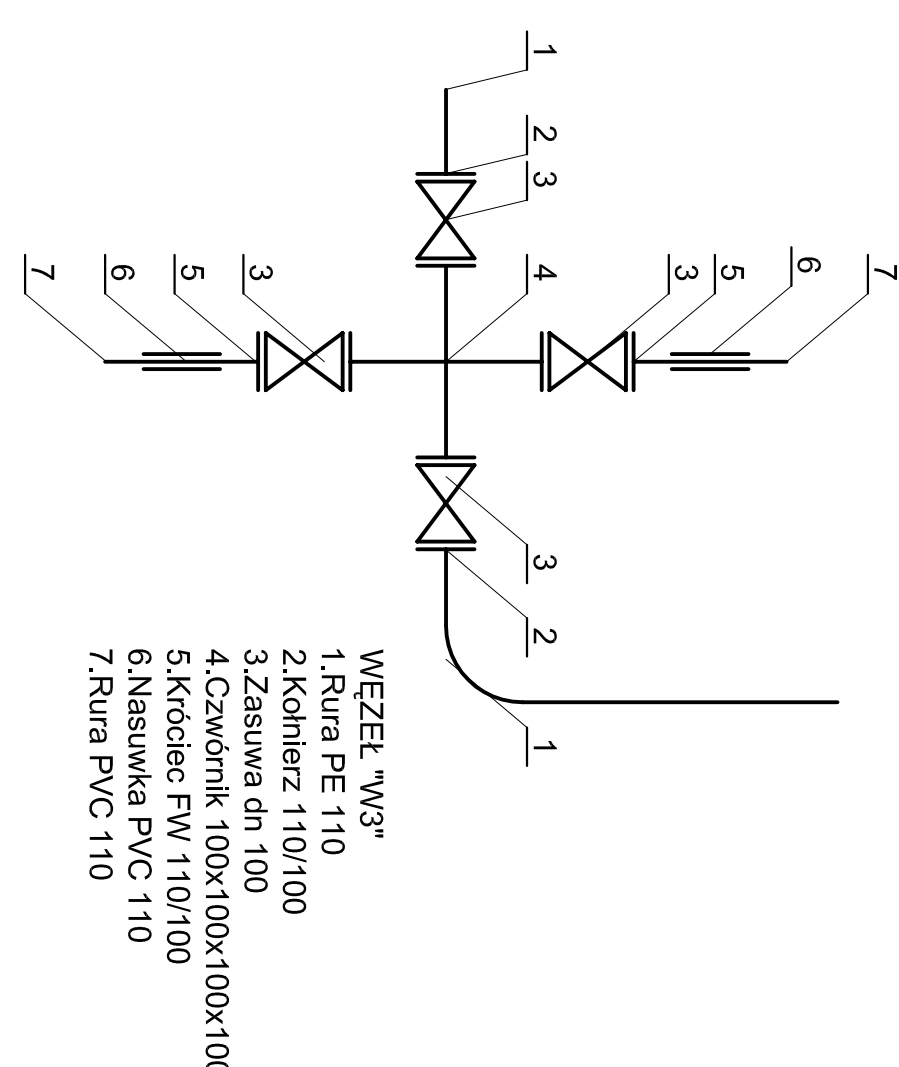 1
2
3
4
3
5
6
7
3
5
6
7
3
2
1
WĘZEŁ "W3"
1.Rura PE 110
2.Kołnierz 110/100
3.Zasuwa dn 100
4.Czwórnik 100x100x100x100
5.Króciec FW 110/100
6.Nasuwka PVC 110
7.Rura PVC 110